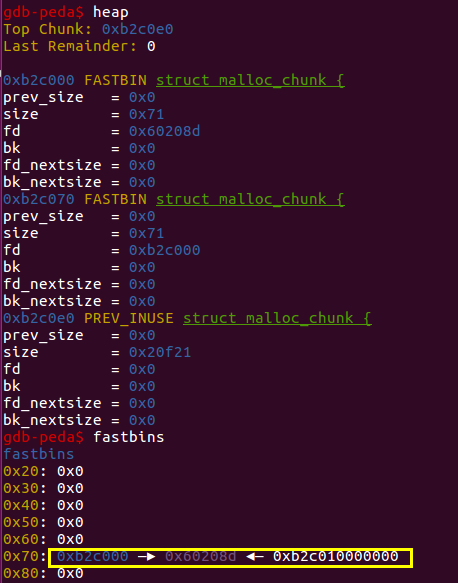 gdb-peda$ heap
Top Chunk: 0xb2c0e0
Last Remainder: 0
0xb2c000 FASTBIN struct malloc_chunk {
prev_size   = 0x0
size        = 0x71
fd          = 0x60208d
bk          = 0x0
fd_nextsize = 0x0
bk_nextsize = 0x0
0xb2c070 FASTBIN struct malloc_chunk {
prev_size   = 0x0
size        = 0x71
fd          = 0xb2c000
bk          = 0x0
fd_nextsize = 0x0
bk_nextsize = 0x0
0xb2c0e0 PREV_INUSE struct malloc_chunk {
prev_size   = 0x0
size        = 0x20f21
fd          = 0x0
bk          = 0x0
fd_nextsize = 0x0
bk_nextsize = 0x0
gdb-peda$ fastbins
fastbins
0x20: 0x0
0x30: 0x0
0x40: 0x0
0x50: 0x0
0x60: 0x0
0x70: 0xb2c000 —▸ 0x60208d ◂— 0xb2c010000000
0x80: 0x0